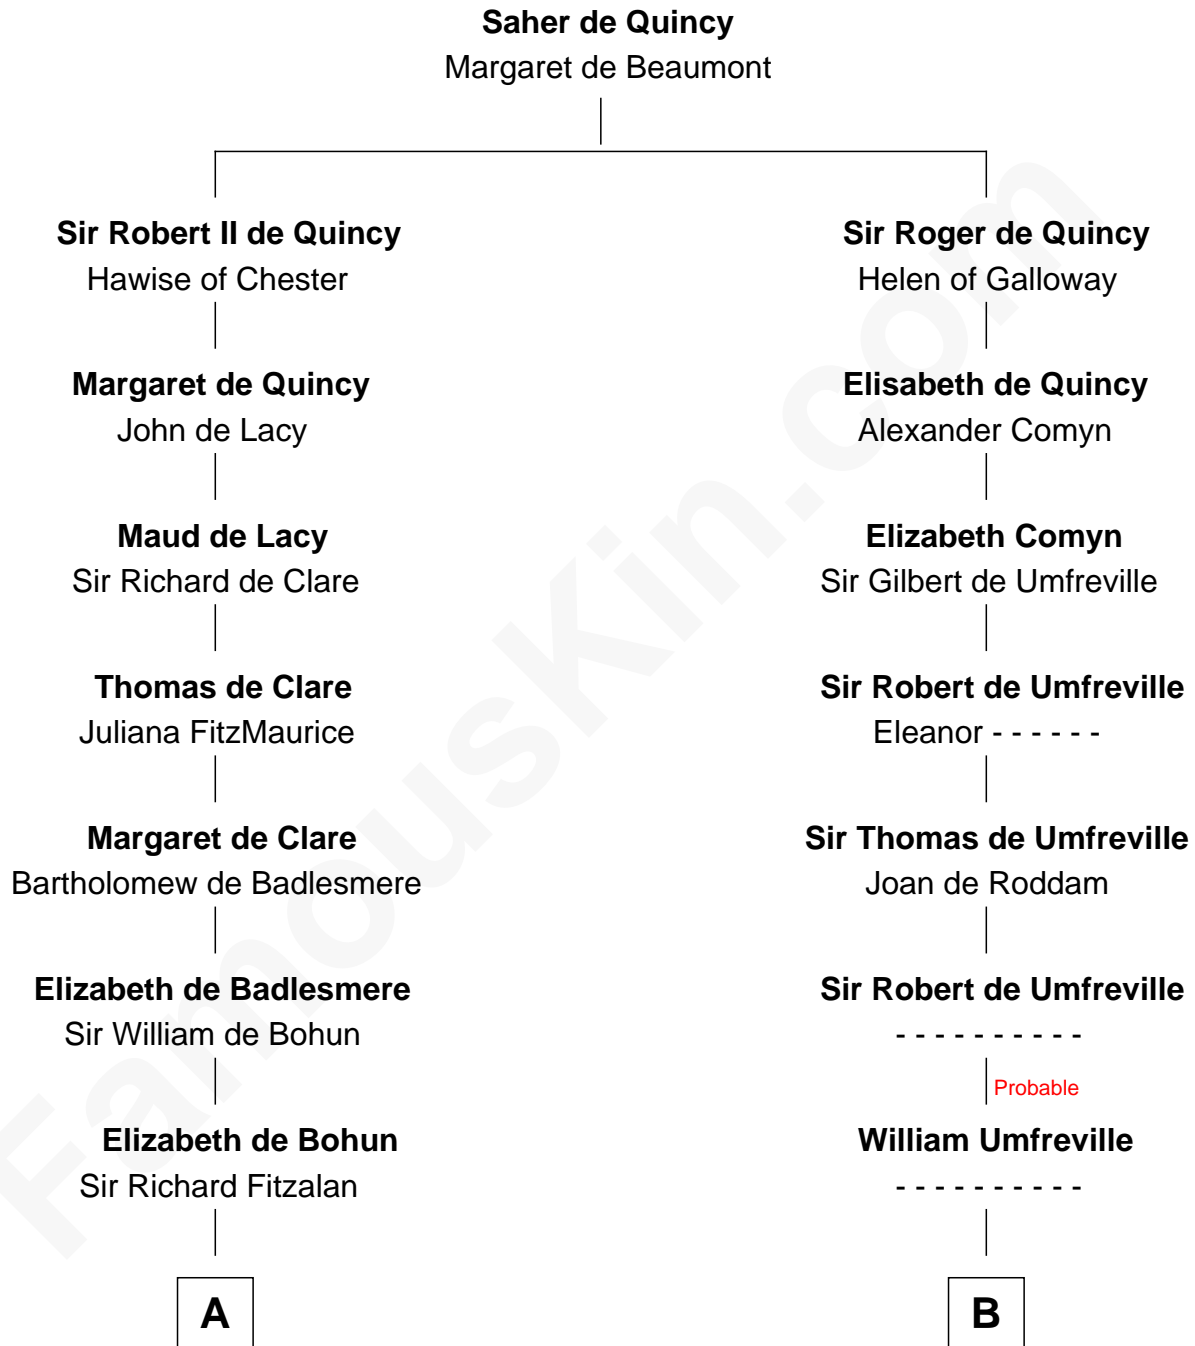 Saher de Quincy
Margaret de Beaumont
Sir Robert II de Quincy
Hawise of Chester
Sir Roger de Quincy
Helen of Galloway
Margaret de Quincy
John de Lacy
Elisabeth de Quincy
Alexander Comyn
Maud de Lacy
Sir Richard de Clare
Elizabeth Comyn
Sir Gilbert de Umfreville
Thomas de Clare
Juliana FitzMaurice
Sir Robert de Umfreville
Eleanor - - - - - -
Margaret de Clare
Bartholomew de Badlesmere
Sir Thomas de Umfreville
Joan de Roddam
Elizabeth de Badlesmere
Sir William de Bohun
Sir Robert de Umfreville
- - - - - - - - - -
Probable
Elizabeth de Bohun
Sir Richard Fitzalan
William Umfreville
- - - - - - - - - -
A
B
FamousKin.com